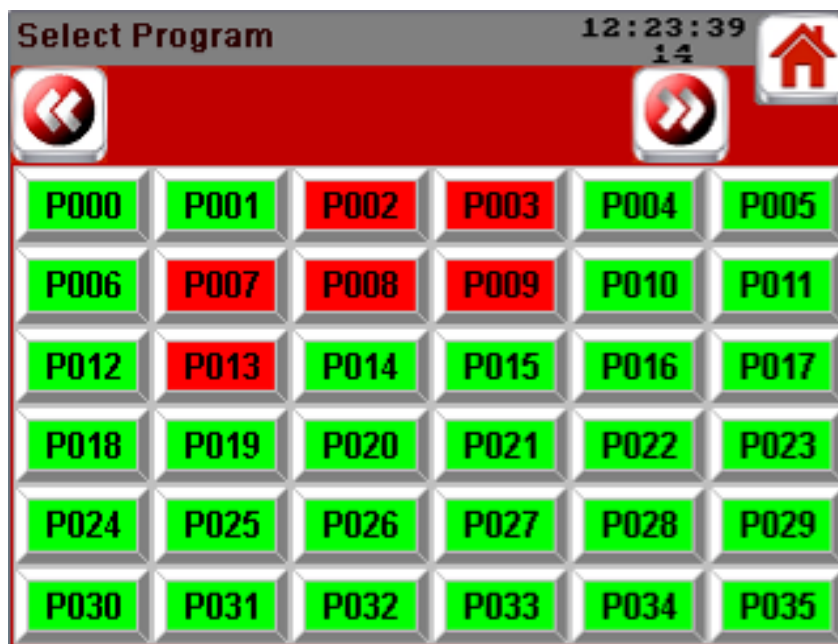 Select Program 12:23:39
14
P000 P001 P002 P003 P004 P005
P006 P007 P008 P009 P010 P011
P012 P013 P014 P015 P016 P017
P018 P019 P020 P021 P022 P023
P024 P025 P026 P027 P028 P029
P030 P031 P032 P033 P034 P035